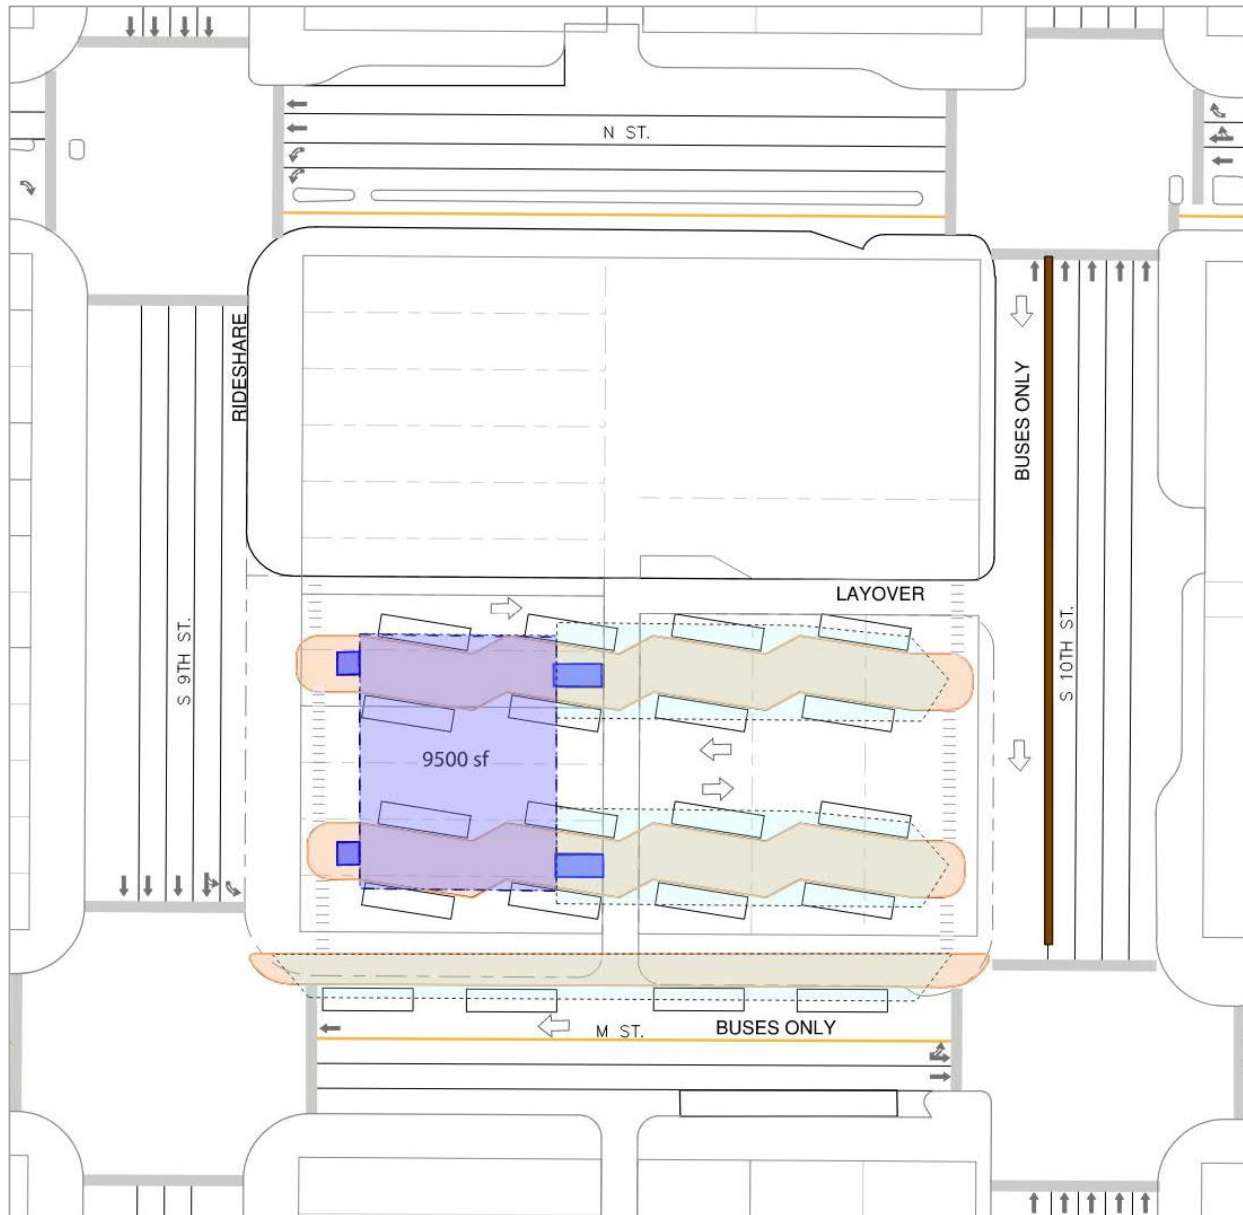 N ST.
RIDESHARE
BUSES ONLY
LAYOVER
S 9TH ST.
S 10TH ST.
9500 sf
M ST.
BUSES ONLY